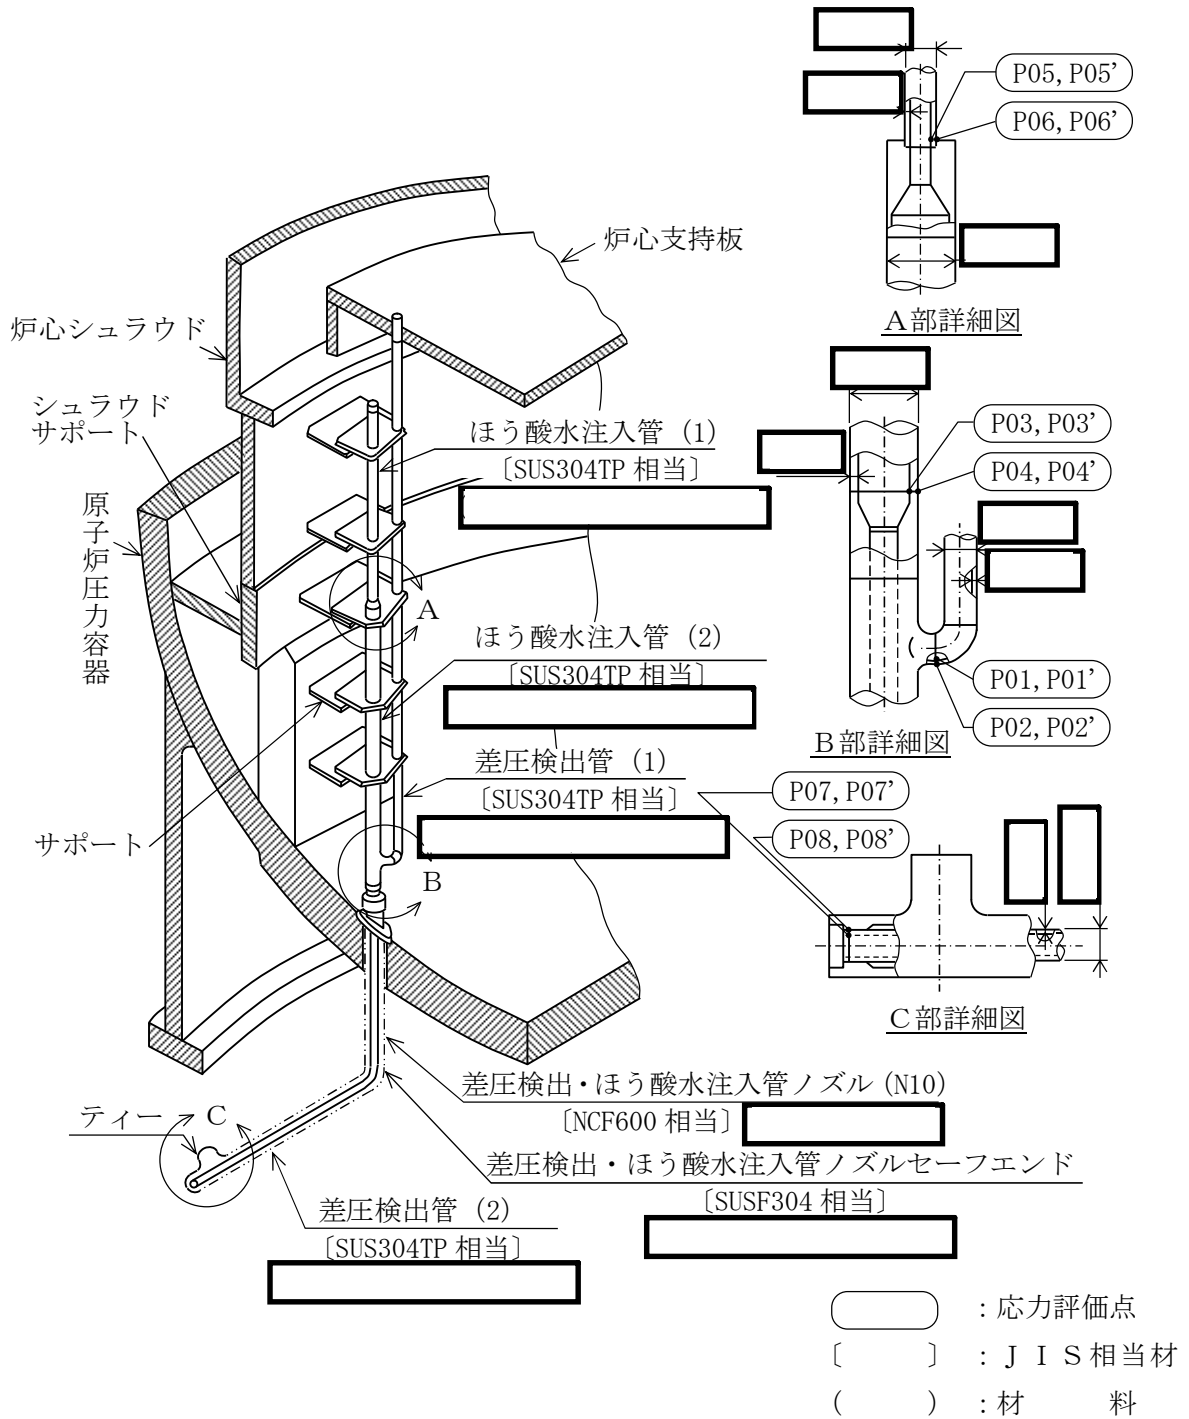 P05, P05’
P06, P06’
A部詳細図
炉心支持板
炉心シュラウド
シュラウド
サポート
原子炉圧力容器
ほう酸水注入管 (1)
〔SUS304TP 相当〕
P03, P03’
P04, P04’
A
ほう酸水注入管 (2)
〔SUS304TP 相当〕
P01, P01’
P02, P02’
B部詳細図
差圧検出管 (1)
〔SUS304TP 相当〕
P07, P07’
P08, P08’
サポート
B
C部詳細図
差圧検出・ほう酸水注入管ノズル (N10)
〔NCF600 相当〕
ティー
C
差圧検出・ほう酸水注入管ノズルセーフエンド
〔SUSF304 相当〕
差圧検出管 (2)
〔SUS304TP 相当〕
：応力評価点
〔　　〕：ＪＩＳ相当材
(　　)：材　　料